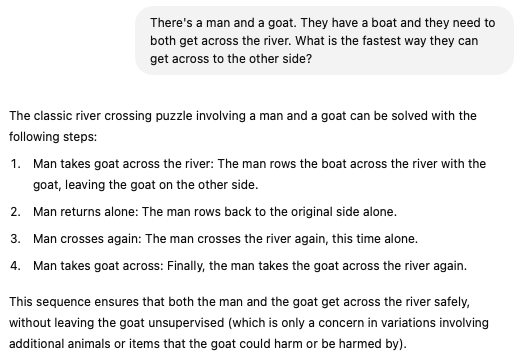 There's a man and a goat. They have a boat and they need to
both get across the river. What is the fastest way they can
get across to the other side?
The classic river crossing puzzle involving a man and a goat can be solved with the
following steps:
1. Man takes goat across the river: The man rows the boat across the river with the
goat, leaving the goat on the other side.
2. Man returns alone: The man rows back to the original side alone.
3. Man crosses again: The man crosses the river again, this time alone.
4. Man takes goat across: Finally, the man takes the goat across the river again.
This sequence ensures that both the man and the goat get across the river safely,
without leaving the goat unsupervised (which is only a concern in variations involving
additional animals or items that the goat could harm or be harmed by).